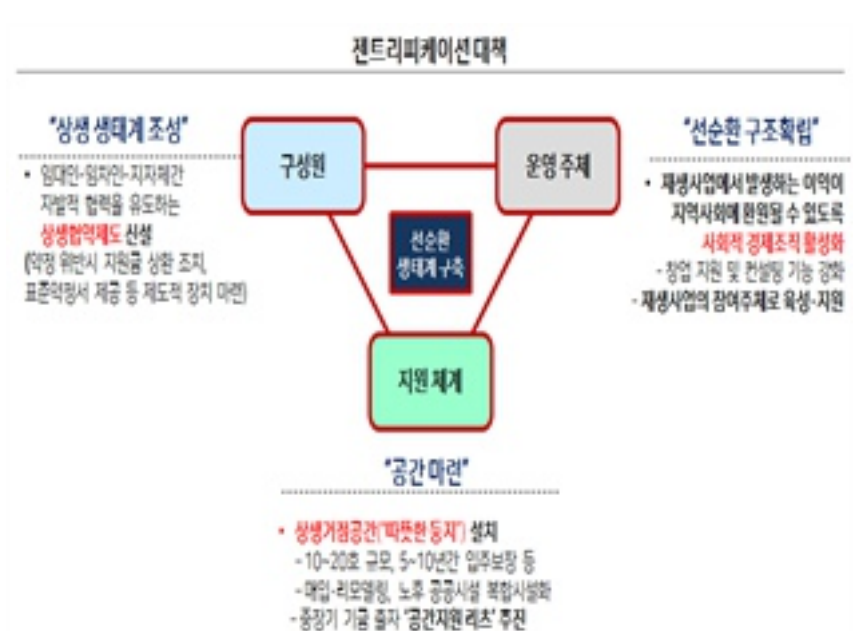 젠트리피케이션 대책
"상생 생태계 조성"
• 임대인-임차인-지자체간
자발적 협력을 유도하는
상생협약제도 신설
(약정 위반시 지원금 상환 조치,
표준약정서 제공 등 제도적 장치 마련)
구성원
운영 주체
선순환
생태계 구축
지원 체계
"선순환 구조확립"
• 재생사업에서 발생하는 이익이
지역사회에 환원될 수 있도록
사회적 경제조직 활성화
- 창업 지원 및 컨설팅 기능 강화
- 재생사업의 참여주체로 육성·지원
"공간 마련"
• 상생거점공간("따뜻한 둥지") 설치
- 10~20호 규모, 5~10년간 입주보장 등
- 매입·리모델링, 노후 공공시설 복합시설화
- 중장기 기금 출자 '공간지원리츠' 추진